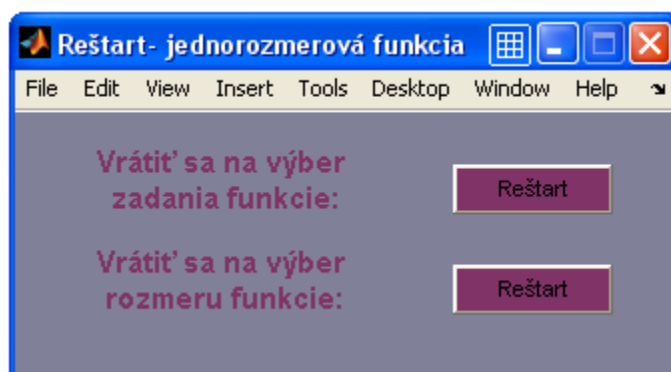 Reštart- jednorozmerová funkcia
File Edit View Insert Tools Desktop Window Help
Vrátiť sa na výber
zadania funkcie:
Reštart
Vrátiť sa na výber
rozmeru funkcie:
Reštart